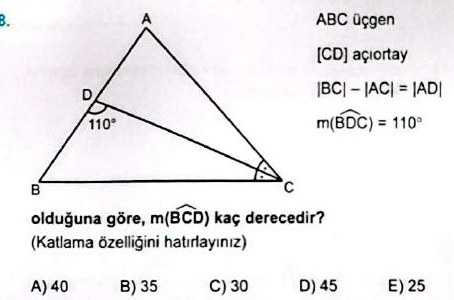 8.
A
ABC üçgen
[CD] açıortay
|BC| – |AC| = |AD|
m(BDC) = 110°
D
110°
B
C
olduğuna göre, m(BCD) kaç derecedir?
(Katlama özelliğini hatırlayınız)
A) 40 B) 35 C) 30 D) 45 E) 25